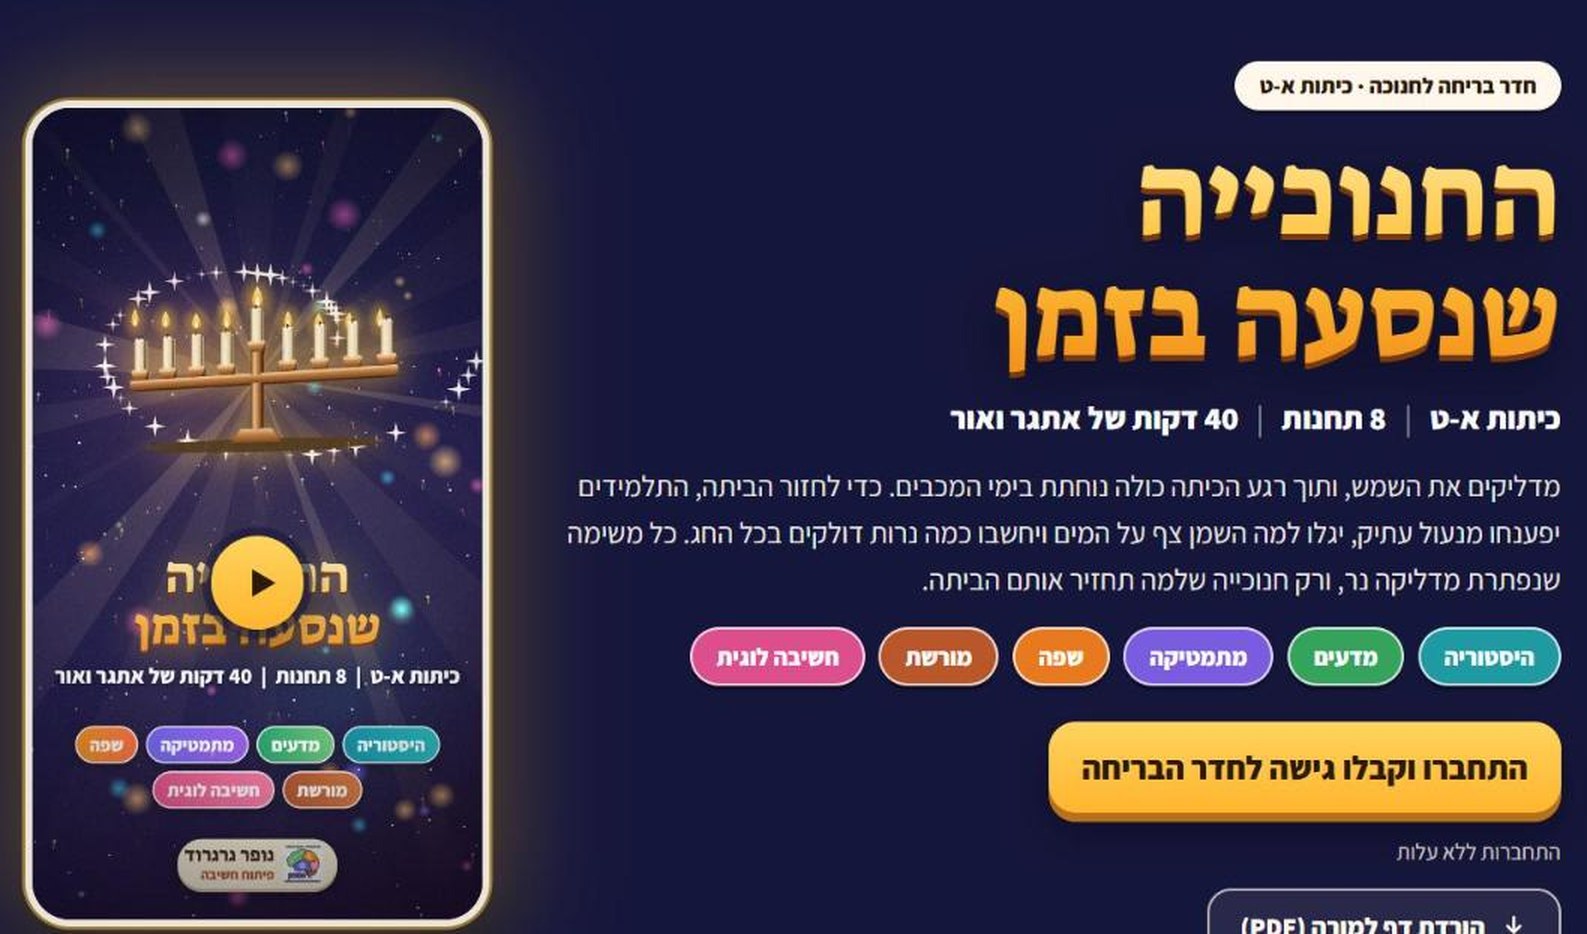 חדר בריחה לחנוכה · כיתות א-ט
החנוכייה
שנסעה בזמן
כיתות א-ט | 8 תחנות | 40 דקות של אתגר ואור
מדליקים את השמש, ותוך רגע הכיתה כולה נוחתת בימי המכבים. כדי לחזור הביתה, התלמידים
יפענחו מנעול עתיק, יגלו למה השמן צף על המים ויחשבו כמה נרות דולקים בכל החג. כל משימה
שנפתרת מדליקה נר, ורק חנוכייה שלמה תחזיר אותם הביתה.
היסטוריה מדעים מתמטיקה שפה מורשת חשיבה לוגית
התחברו וקבלו גישה לחדר הבריחה
התחברות ללא עלות
הורדת דף למורה (PDF)
שנסעה בזמן
כיתות א-ט | 8 תחנות | 40 דקות של אתגר ואור
היסטוריה מדעים מתמטיקה שפה
מורשת חשיבה לוגית
נופר גרגרוד
פיתוח חשיבה